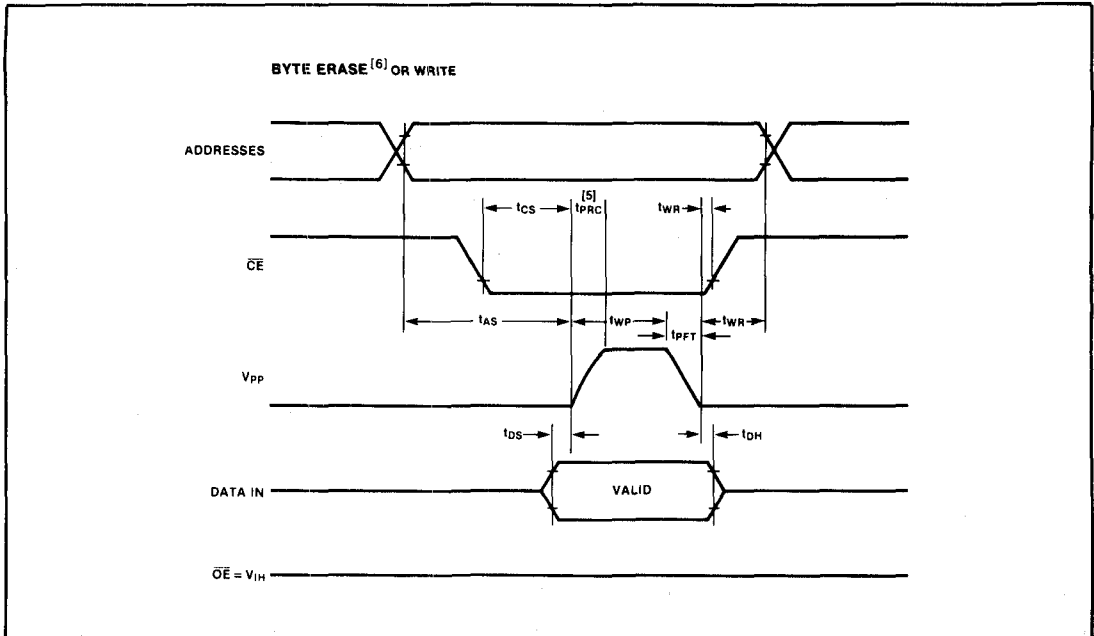 BYTE ERASE [6] OR WRITE
ADDRESSES
[5]
tCS tPRC tWR
CE
tAS tWP tWR
tPFT
VPP
tDS tDH
DATA IN VALID
OE = VIH